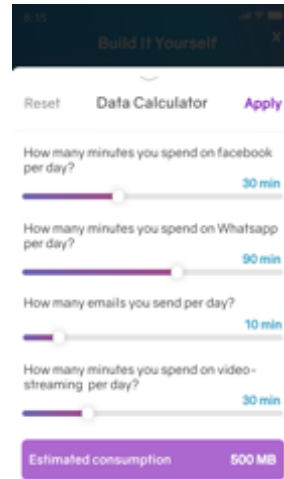 8:15
Build It Yourself
X
Reset Data Calculator Apply
How many minutes you spend on facebook
per day?
30 min
How many minutes you spend on Whatsapp
per day?
90 min
How many emails you send per day?
10 min
How many minutes you spend on video-
streaming per day?
30 min
Estimated consumption 500 MB